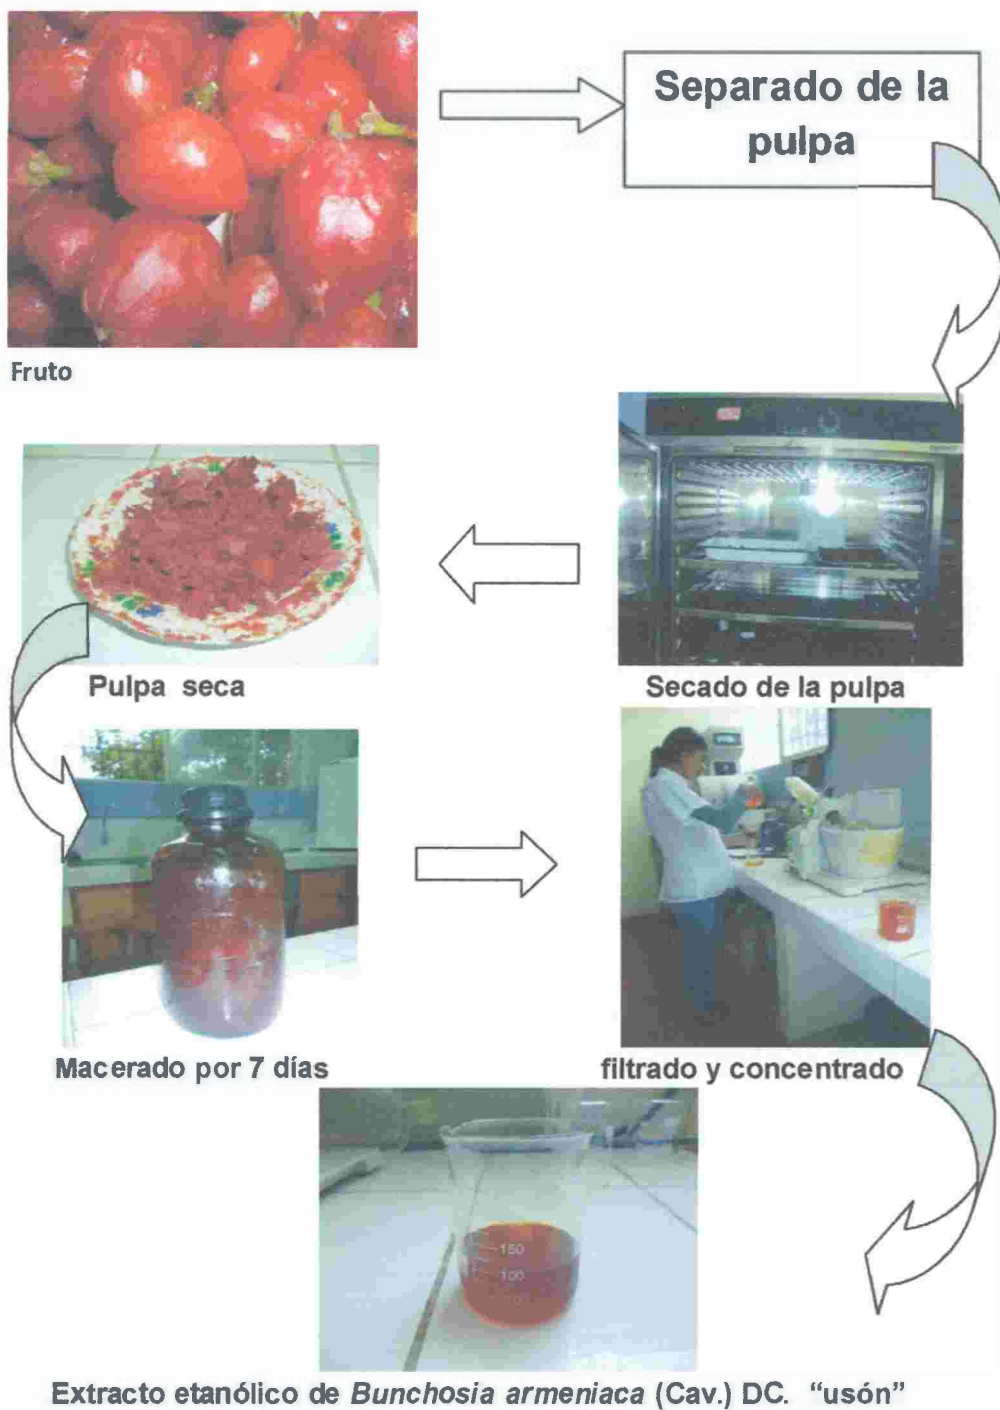 Separado de la
pulpa
Fruto
Secado de la pulpa
Pulpa seca
Macerado por 7 días
filtrado y concentrado
150
100
Extracto etanólico de Bunchosia armeniaca (Cav.) DC. “usón”